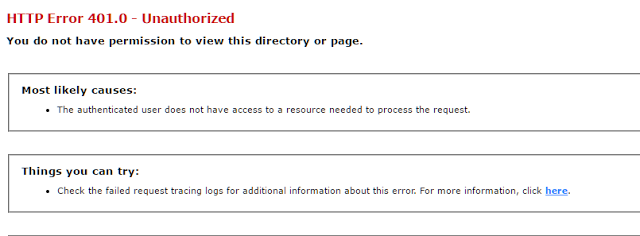 HTTP Error 401.0 - Unauthorized
You do not have permission to view this directory or page.
Most likely causes:
• The authenticated user does not have access to a resource needed to process the request.
Things you can try:
• Check the failed request tracing logs for additional information about this error. For more information, click here.